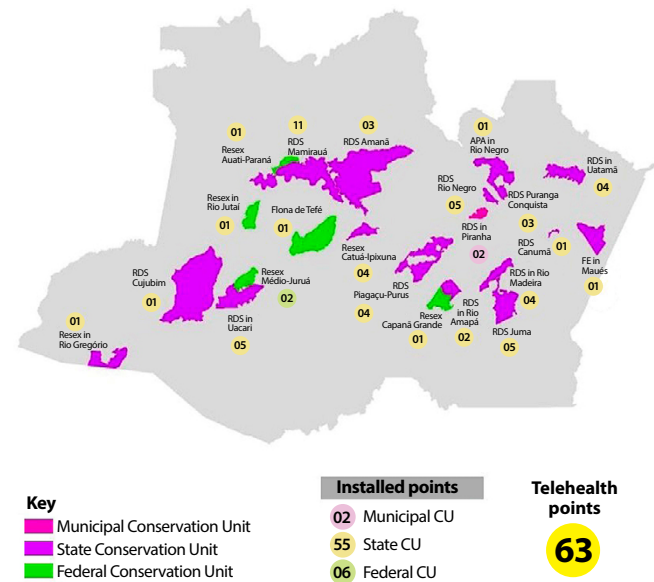 01
Resex
Auati-Paraná
11
RDS
Mamirauá
03
RDS Amanã
01
APA in
Rio Negro
RDS in
Uatamã
04
RDS
Rio Negro
05
RDS Puranga
Conquista
03
Resex in
Rio Jutaí
01
Flona de Tefé
01
RDS in
Piranha
02
RDS
Canumã
01
FE in
Maués
01
Resex
Catuá-Ipixuna
04
RDS
Cujubim
01
Resex
Médio-Juruá
02
RDS
Piagaçu-Purus
04
RDS in Rio
Madeira
04
RDS in
Uacari
05
Resex
Capanã Grande
01
RDS
in Rio
Amapá
02
RDS Juma
05
01
Resex in
Rio Gregório
Key
Municipal Conservation Unit
State Conservation Unit
Federal Conservation Unit
Installed points
02 Municipal CU
55 State CU
06 Federal CU
Telehealth
points
63